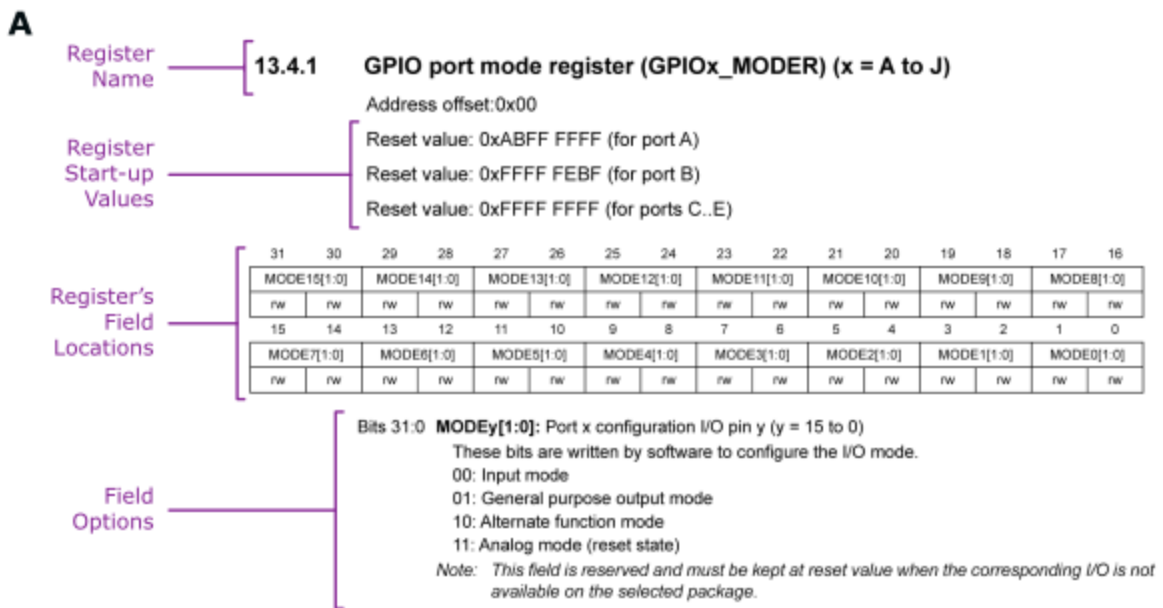 A
Register
Name
13.4.1 GPIO port mode register (GPIOx_MODER) (x = A to J)
Address offset:0x00
Register
Start-up
Values
Reset value: 0xABFF FFFF (for port A)
Reset value: 0xFFFF FEBF (for port B)
Reset value: 0xFFFF FFFF (for ports C..E)
Register's
Field
Locations
31 30 29 28 27 26 25 24 23 22 21 20 19 18 17 16
MODE15[1:0] MODE14[1:0] MODE13[1:0] MODE12[1:0] MODE11[1:0] MODE10[1:0] MODE9[1:0] MODE8[1:0]
rw rw rw rw rw rw rw rw rw rw rw rw rw rw rw rw
15 14 13 12 11 10 9 8 7 6 5 4 3 2 1 0
MODE7[1:0] MODE6[1:0] MODE5[1:0] MODE4[1:0] MODE3[1:0] MODE2[1:0] MODE1[1:0] MODE0[1:0]
rw rw rw rw rw rw rw rw rw rw rw rw rw rw rw rw
Field
Options
Bits 31:0 MODEy[1:0]: Port x configuration I/O pin y (y = 15 to 0)
These bits are written by software to configure the I/O mode.
00: Input mode
01: General purpose output mode
10: Alternate function mode
11: Analog mode (reset state)
Note: This field is reserved and must be kept at reset value when the corresponding I/O is not
available on the selected package.